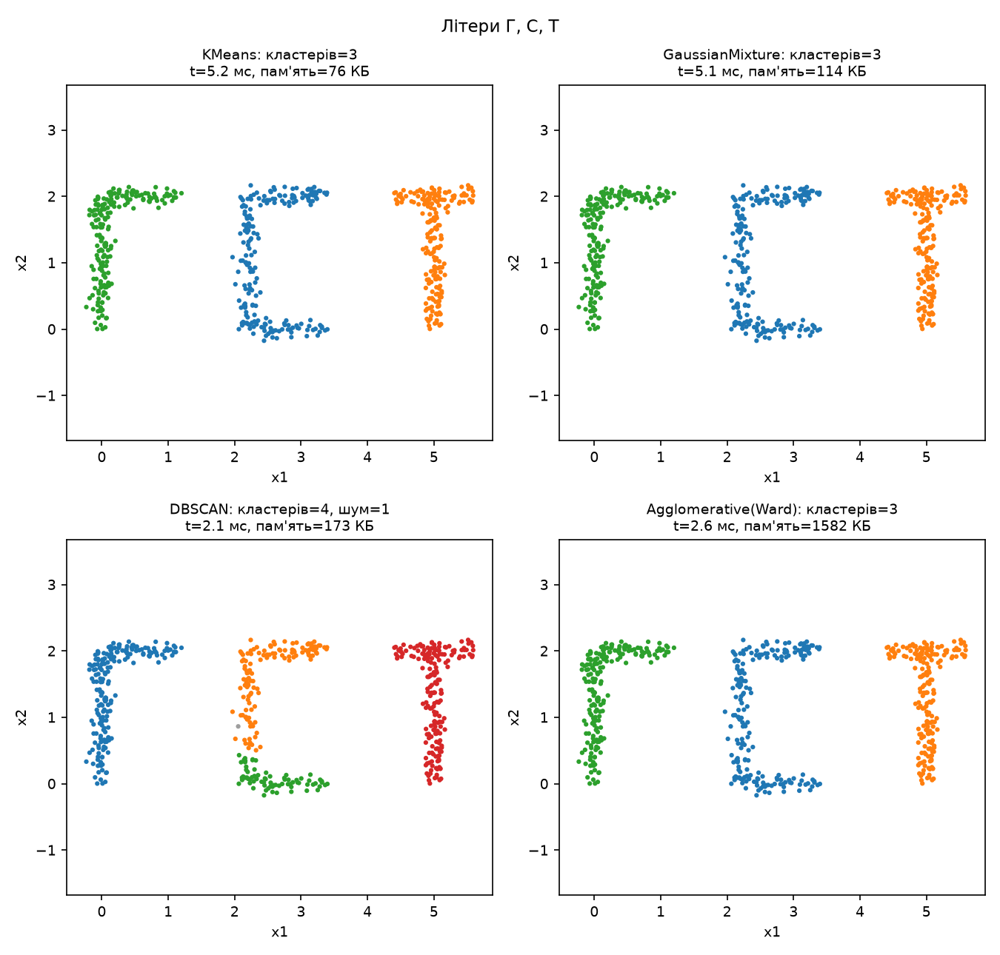 Літери Г, С, Т
KMeans: кластерів=3
t=5.2 мс, пам'ять=76 КБ
3
2
1
0
−1
x2
0 1 2 3 4 5
x1
GaussianMixture: кластерів=3
t=5.1 мс, пам'ять=114 КБ
3
2
1
0
−1
x2
0 1 2 3 4 5
x1
DBSCAN: кластерів=4, шум=1
t=2.1 мс, пам'ять=173 КБ
3
2
1
0
−1
x2
0 1 2 3 4 5
x1
Agglomerative(Ward): кластерів=3
t=2.6 мс, пам'ять=1582 КБ
3
2
1
0
−1
x2
0 1 2 3 4 5
x1